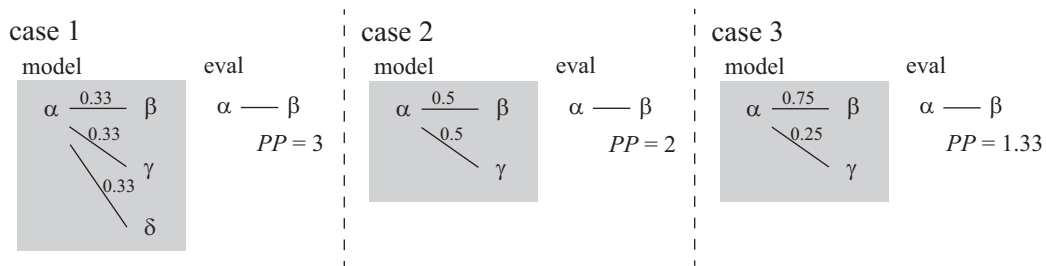 case 1
model
eval
α 0.33 β
α — β
0.33
PP = 3
γ
0.33
δ
case 2
model
eval
α 0.5 β
α — β
0.5
PP = 2
γ
case 3
model
eval
α 0.75 β
α — β
0.25
PP = 1.33
γ